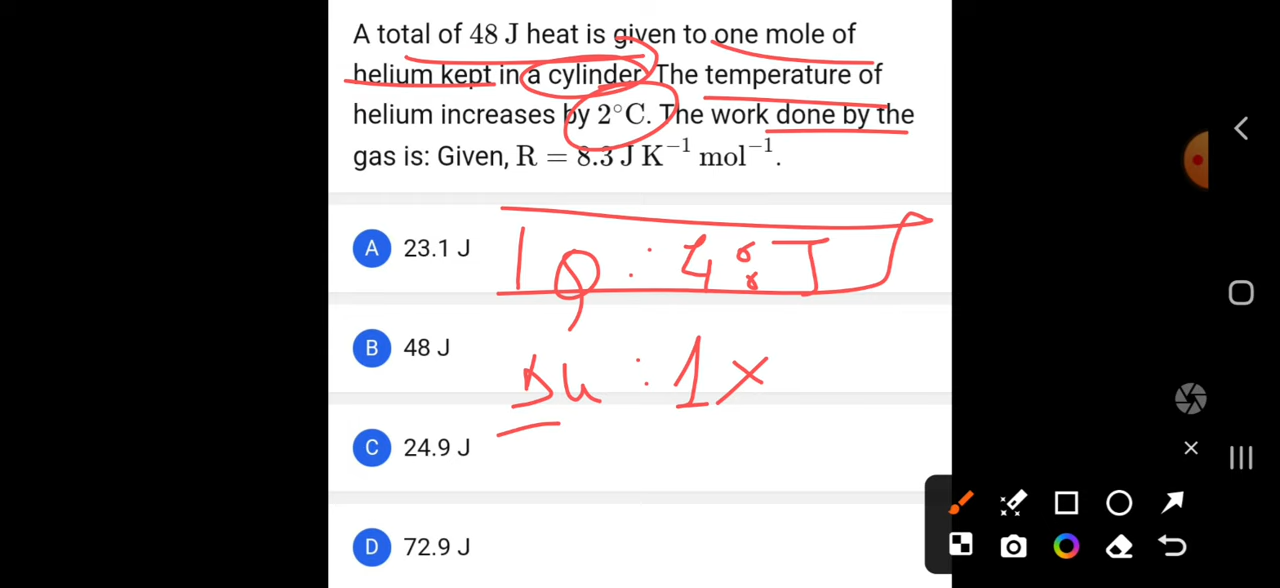 A total of 48 J heat is given to one mole of
helium kept in a cylinder. The temperature of
helium increases by 2°C. The work done by the
gas is: Given, R = 8.3 J K⁻¹ mol⁻¹.
A 23.1 J
Q : 48 J
B 48 J
Δu : 1 ×
C 24.9 J
D 72.9 J